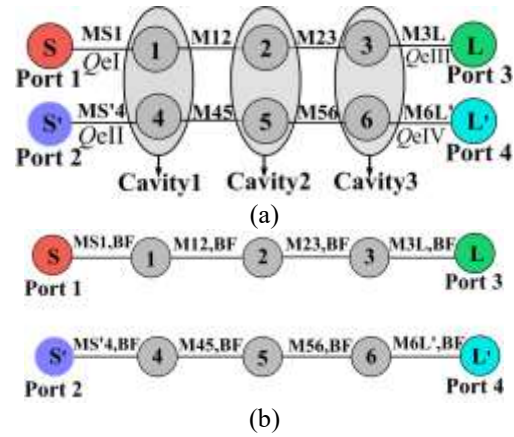 MS1 M12 M23 M3L
S 1 2 3 L
QeI QeIII
Port 1 Port 3
MS'4 M45 M56 M6L'
S' 4 5 6 L'
QeII QeIV
Port 2 Port 4
Cavity1 Cavity2 Cavity3
(a)
MS1,BF M12,BF M23,BF M3L,BF
S 1 2 3 L
Port 1 Port 3
MS'4,BF M45,BF M56,BF M6L',BF
S' 4 5 6 L'
Port 2 Port 4
(b)